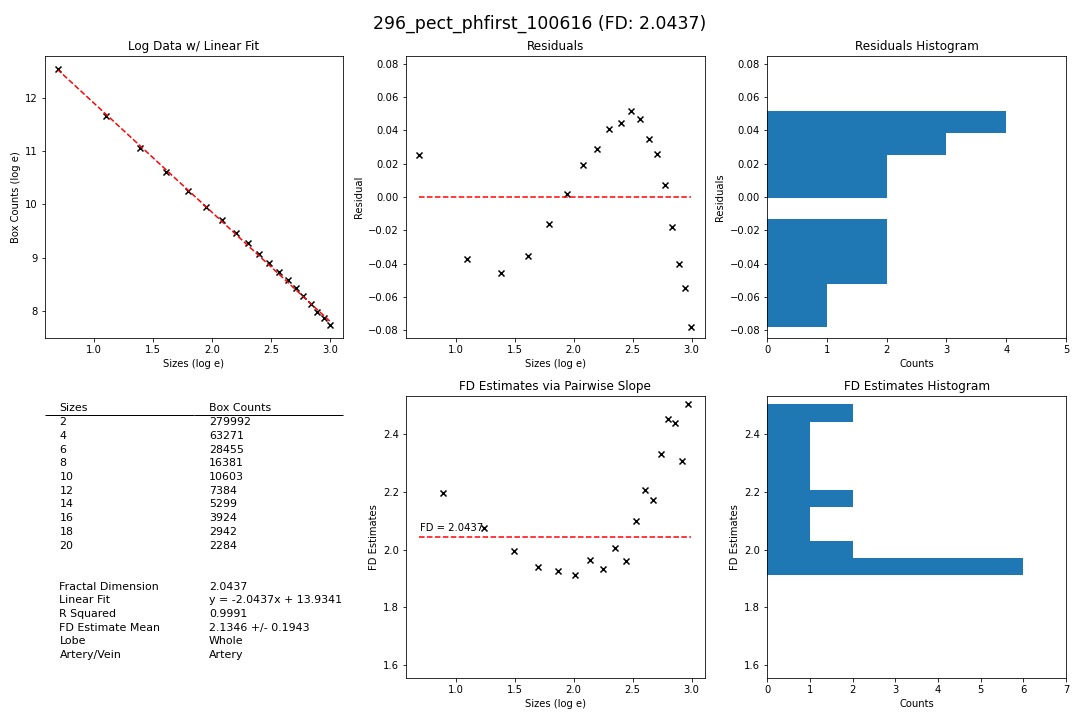 296_pect_phfirst_100616 (FD: 2.0437)
Log Data w/ Linear Fit
Box Counts (log e)
12
11
10
9
8
1.0 1.5 2.0 2.5 3.0
Sizes (log e)
Residuals
Residual
0.08
0.06
0.04
0.02
0.00
−0.02
−0.04
−0.06
−0.08
1.0 1.5 2.0 2.5 3.0
Sizes (log e)
Residuals Histogram
Residuals
0.08
0.06
0.04
0.02
0.00
−0.02
−0.04
−0.06
−0.08
0 1 2 3 4 5
Counts
Sizes Box Counts
2 279992
4 63271
6 28455
8 16381
10 10603
12 7384
14 5299
16 3924
18 2942
20 2284
Fractal Dimension 2.0437
Linear Fit y = -2.0437x + 13.9341
R Squared 0.9991
FD Estimate Mean 2.1346 +/- 0.1943
Lobe Whole
Artery/Vein Artery
FD Estimates via Pairwise Slope
FD Estimates
2.4
2.2
2.0
1.8
1.6
FD = 2.0437
1.0 1.5 2.0 2.5 3.0
Sizes (log e)
FD Estimates Histogram
FD Estimates
2.4
2.2
2.0
1.8
1.6
0 1 2 3 4 5 6 7
Counts